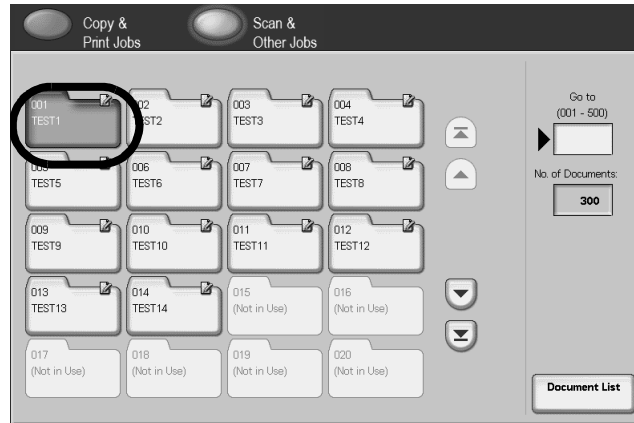 Copy &
Print Jobs
Scan &
Other Jobs
001
TEST1
002
TEST2
003
TEST3
004
TEST4
005
TEST5
006
TEST6
007
TEST7
008
TEST8
009
TEST9
010
TEST10
011
TEST11
012
TEST12
013
TEST13
014
TEST14
015
(Not in Use)
016
(Not in Use)
017
(Not in Use)
018
(Not in Use)
019
(Not in Use)
020
(Not in Use)
Go to
(001 - 500)
No. of Documents:
300
Document List